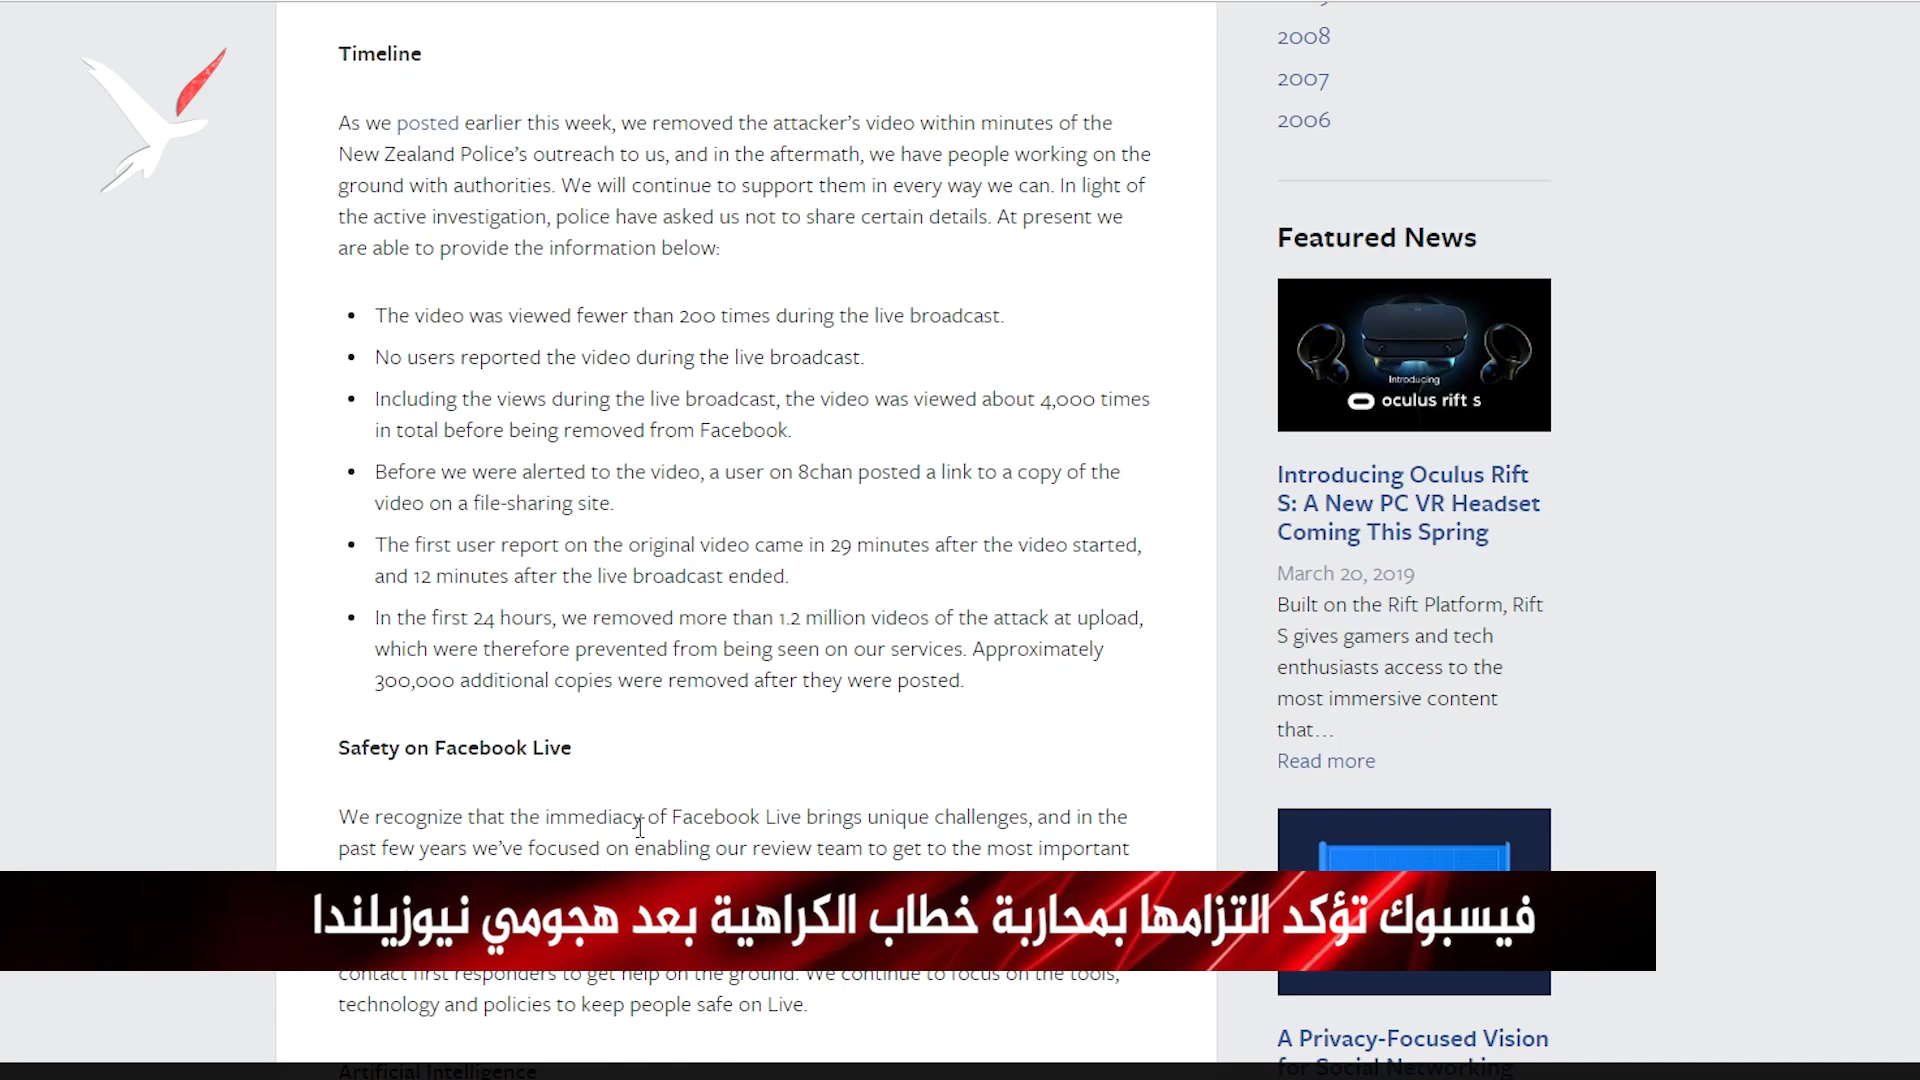 Timeline
As we posted earlier this week, we removed the attacker's video within minutes of the
New Zealand Police's outreach to us, and in the aftermath, we have people working on the
ground with authorities. We will continue to support them in every way we can. In light of
the active investigation, police have asked us not to share certain details. At present we
are able to provide the information below:
• The video was viewed fewer than 200 times during the live broadcast.
• No users reported the video during the live broadcast.
• Including the views during the live broadcast, the video was viewed about 4,000 times
in total before being removed from Facebook.
• Before we were alerted to the video, a user on 8chan posted a link to a copy of the
video on a file-sharing site.
• The first user report on the original video came in 29 minutes after the video started,
and 12 minutes after the live broadcast ended.
• In the first 24 hours, we removed more than 1.2 million videos of the attack at upload,
which were therefore prevented from being seen on our services. Approximately
300,000 additional copies were removed after they were posted.
Safety on Facebook Live
We recognize that the immediacy of Facebook Live brings unique challenges, and in the
past few years we've focused on enabling our review team to get to the most important
فيسبوك تؤكد التزامها بمحاربة خطاب الكراهية بعد هجومي نيوزيلندا
contact first responders to get help on the ground. We continue to focus on the tools,
technology and policies to keep people safe on Live.
Artificial Intelligence
2008
2007
2006
Featured News
Introducing
oculus rift s
Introducing Oculus Rift
S: A New PC VR Headset
Coming This Spring
March 20, 2019
Built on the Rift Platform, Rift
S gives gamers and tech
enthusiasts access to the
most immersive content
that…
Read more
A Privacy-Focused Vision
for Social Networking